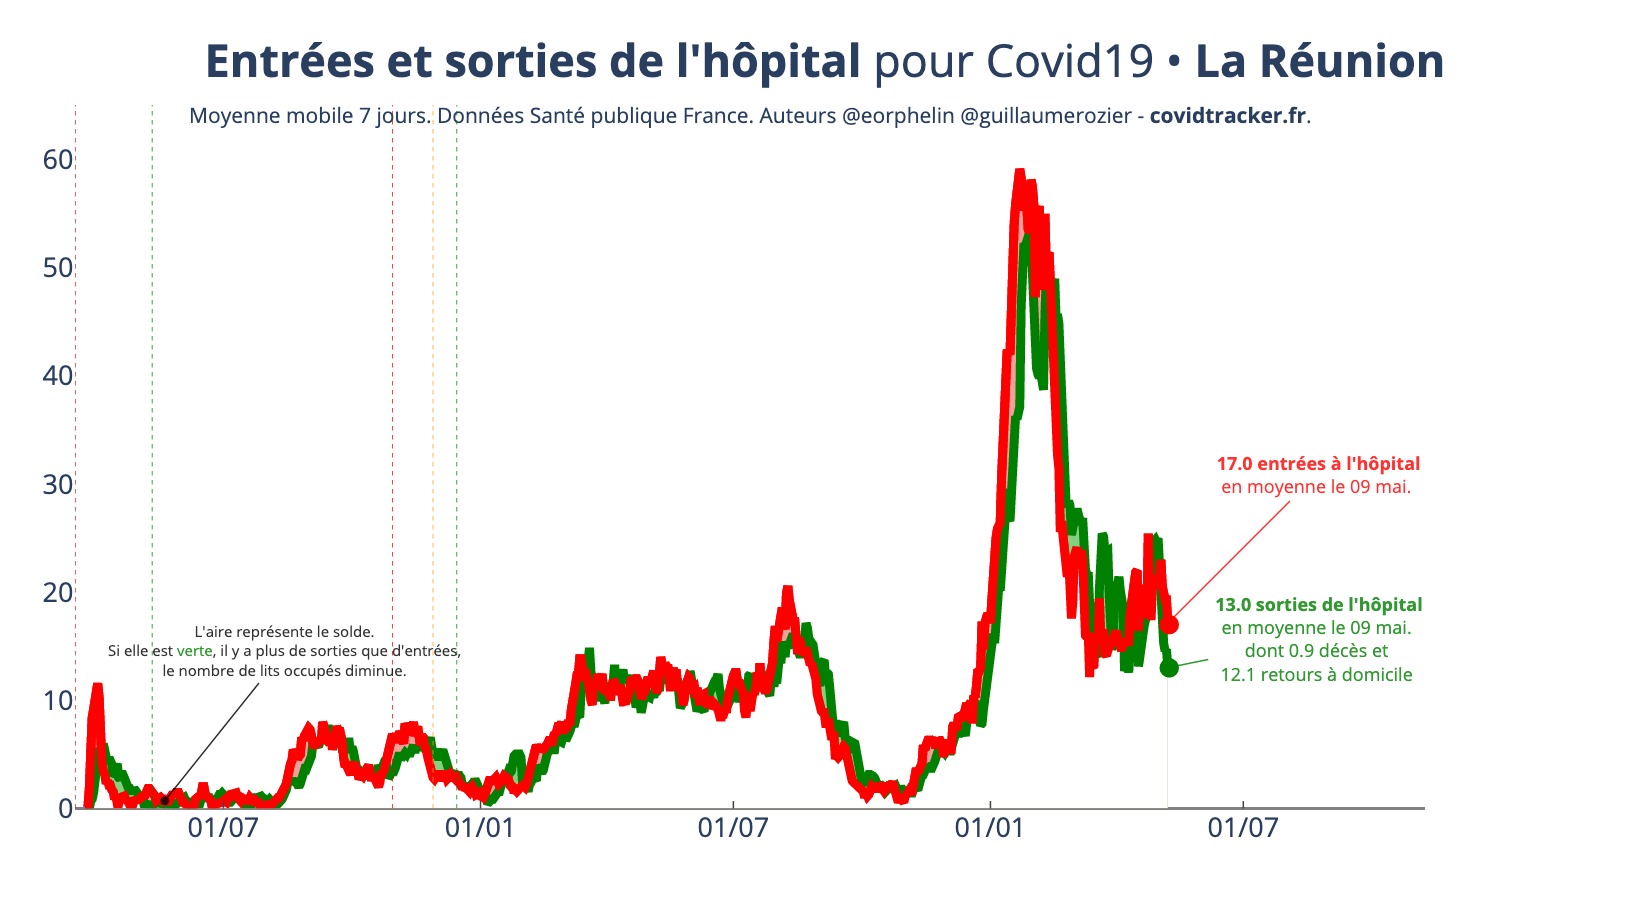 Entrées et sorties de l'hôpital pour Covid19 • La Réunion
Moyenne mobile 7 jours. Données Santé publique France. Auteurs @eorphelin @guillaumerozier - covidtracker.fr.
60
50
40
30
20
10
0
17.0 entrées à l'hôpital
en moyenne le 09 mai.
13.0 sorties de l'hôpital
en moyenne le 09 mai.
dont 0.9 décès et
12.1 retours à domicile
L'aire représente le solde.
Si elle est verte, il y a plus de sorties que d'entrées,
le nombre de lits occupés diminue.
01/07
01/01
01/07
01/01
01/07